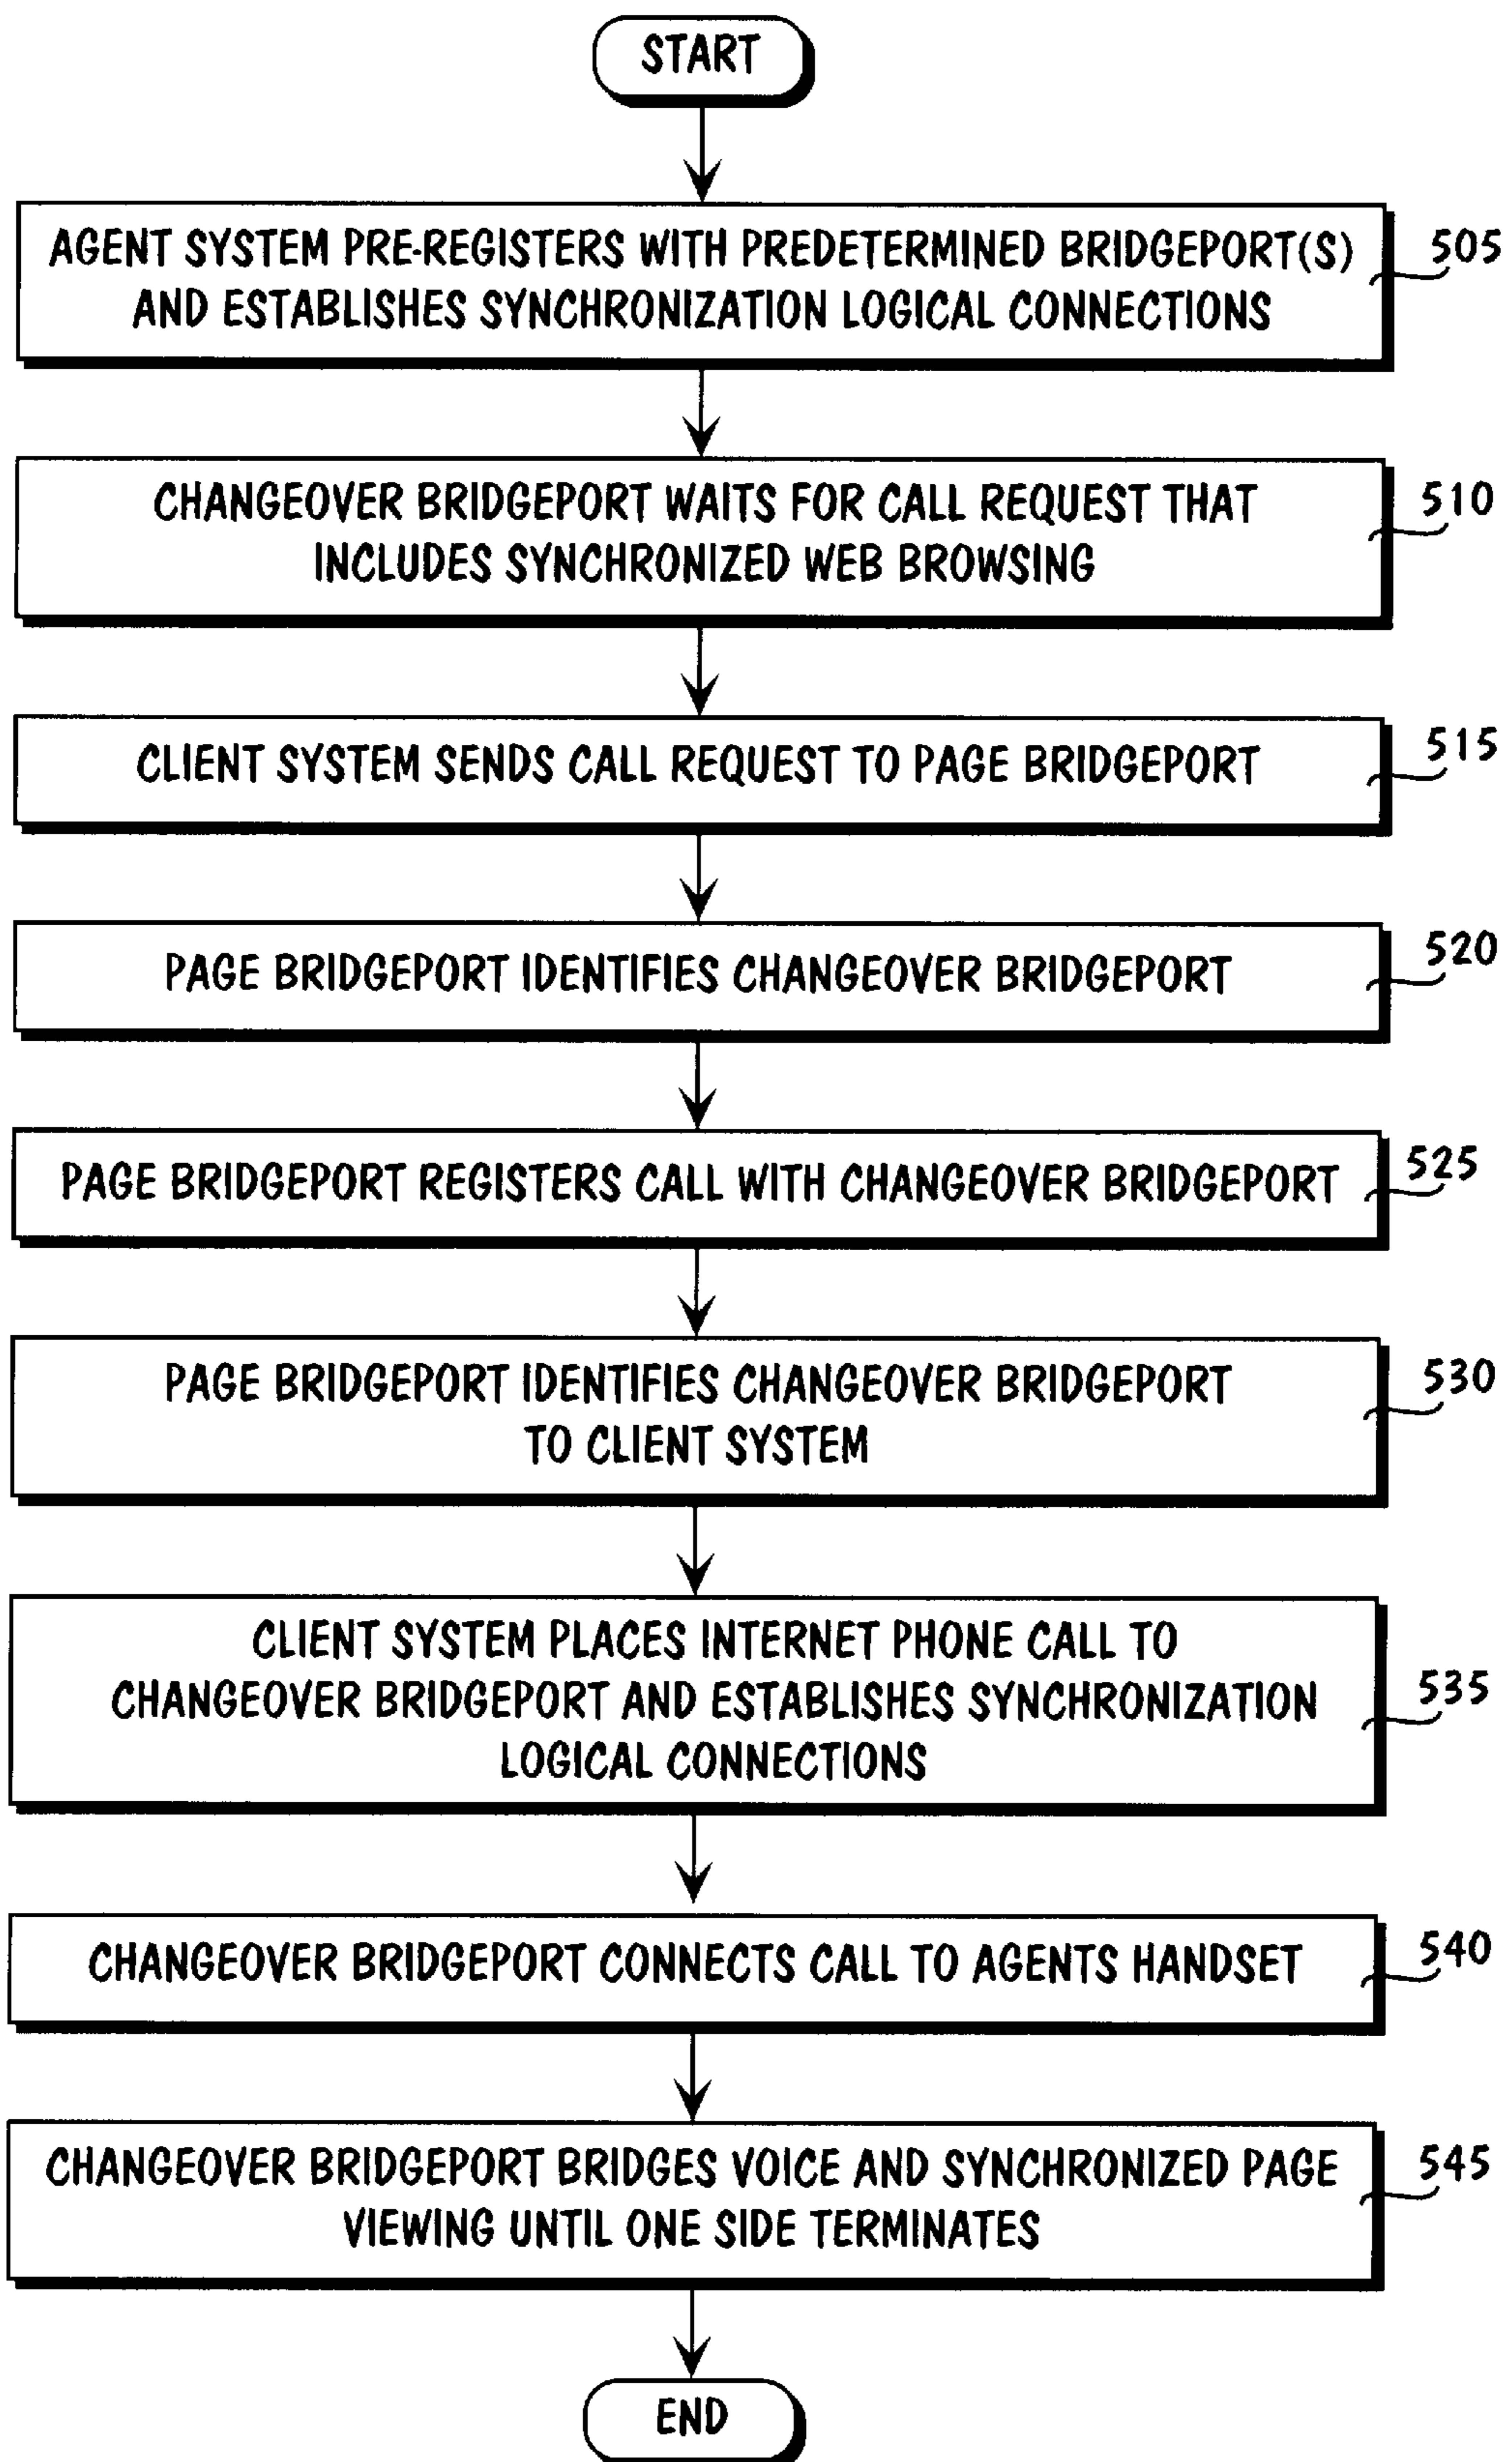 START
AGENT SYSTEM PRE-REGISTERS WITH PREDETERMINED BRIDGEPORT(S)
AND ESTABLISHES SYNCHRONIZATION LOGICAL CONNECTIONS
505
CHANGEOVER BRIDGEPORT WAITS FOR CALL REQUEST THAT
INCLUDES SYNCHRONIZED WEB BROWSING
510
CLIENT SYSTEM SENDS CALL REQUEST TO PAGE BRIDGEPORT
515
PAGE BRIDGEPORT IDENTIFIES CHANGEOVER BRIDGEPORT
520
PAGE BRIDGEPORT REGISTERS CALL WITH CHANGEOVER BRIDGEPORT
525
PAGE BRIDGEPORT IDENTIFIES CHANGEOVER BRIDGEPORT
TO CLIENT SYSTEM
530
CLIENT SYSTEM PLACES INTERNET PHONE CALL TO
CHANGEOVER BRIDGEPORT AND ESTABLISHES SYNCHRONIZATION
LOGICAL CONNECTIONS
535
CHANGEOVER BRIDGEPORT CONNECTS CALL TO AGENTS HANDSET
540
CHANGEOVER BRIDGEPORT BRIDGES VOICE AND SYNCHRONIZED PAGE
VIEWING UNTIL ONE SIDE TERMINATES
545
END